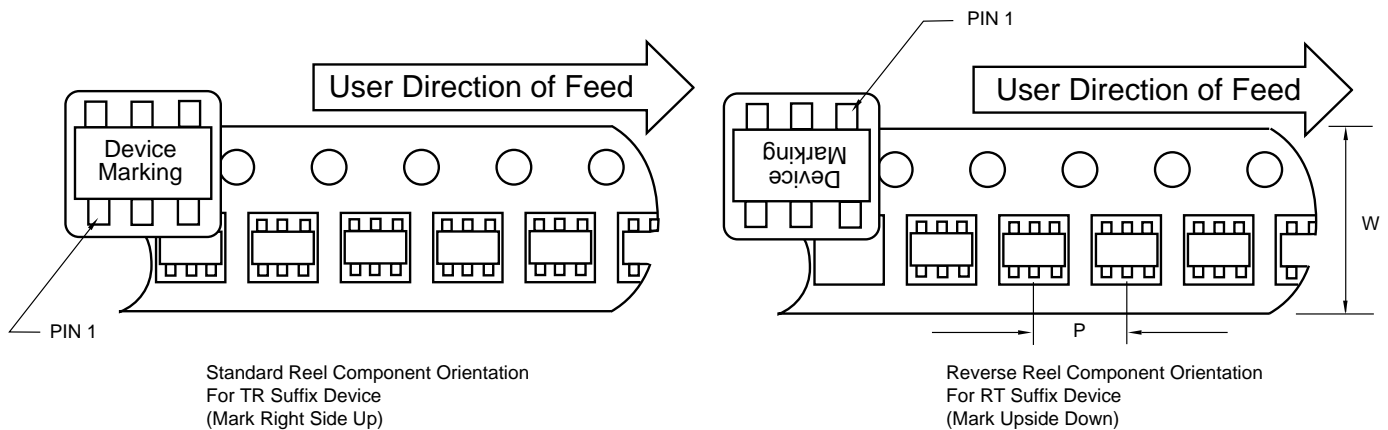 PIN 1
User Direction of Feed
Device
Marking
PIN 1
Standard Reel Component Orientation
For TR Suffix Device
(Mark Right Side Up)
PIN 1
User Direction of Feed
Device
Marking
W
P
Reverse Reel Component Orientation
For RT Suffix Device
(Mark Upside Down)